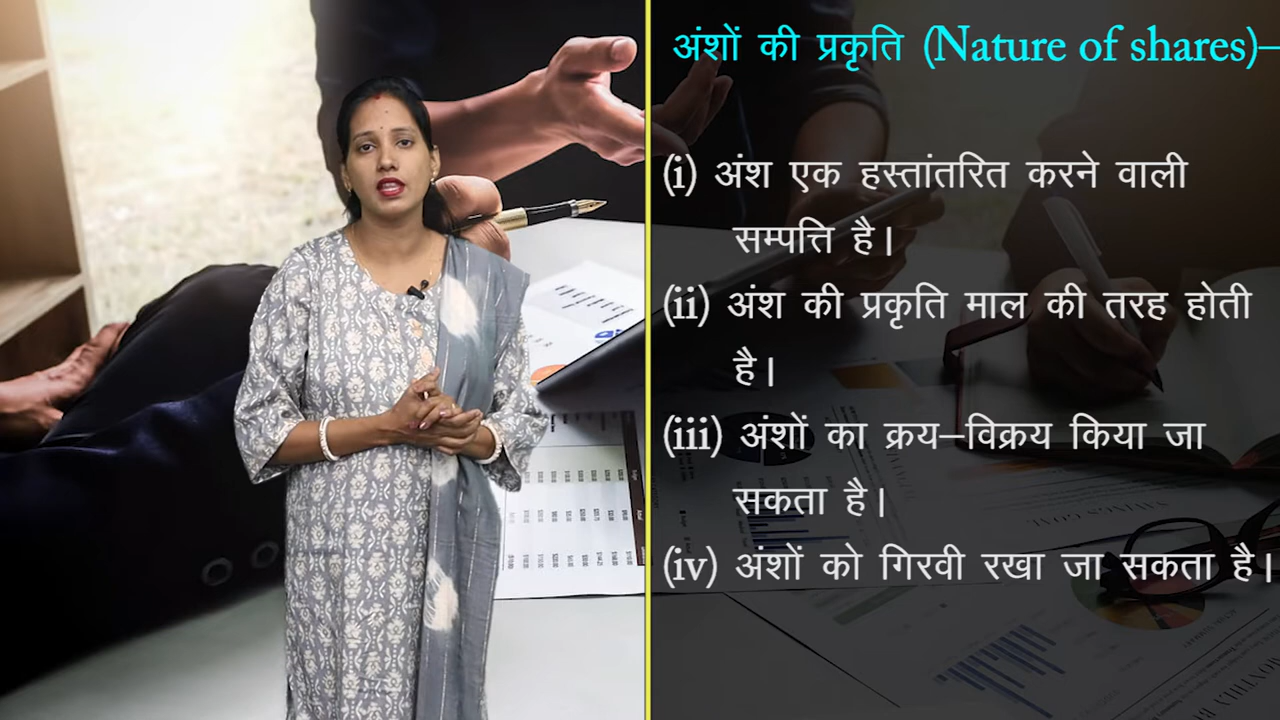 अंशों की प्रकृति (Nature of shares)–
(i) अंश एक हस्तांतरित करने वाली
सम्पत्ति है।
(ii) अंश की प्रकृति माल की तरह होती
है।
(iii) अंशों का क्रय–विक्रय किया जा
सकता है।
(iv) अंशों को गिरवी रखा जा सकता है।